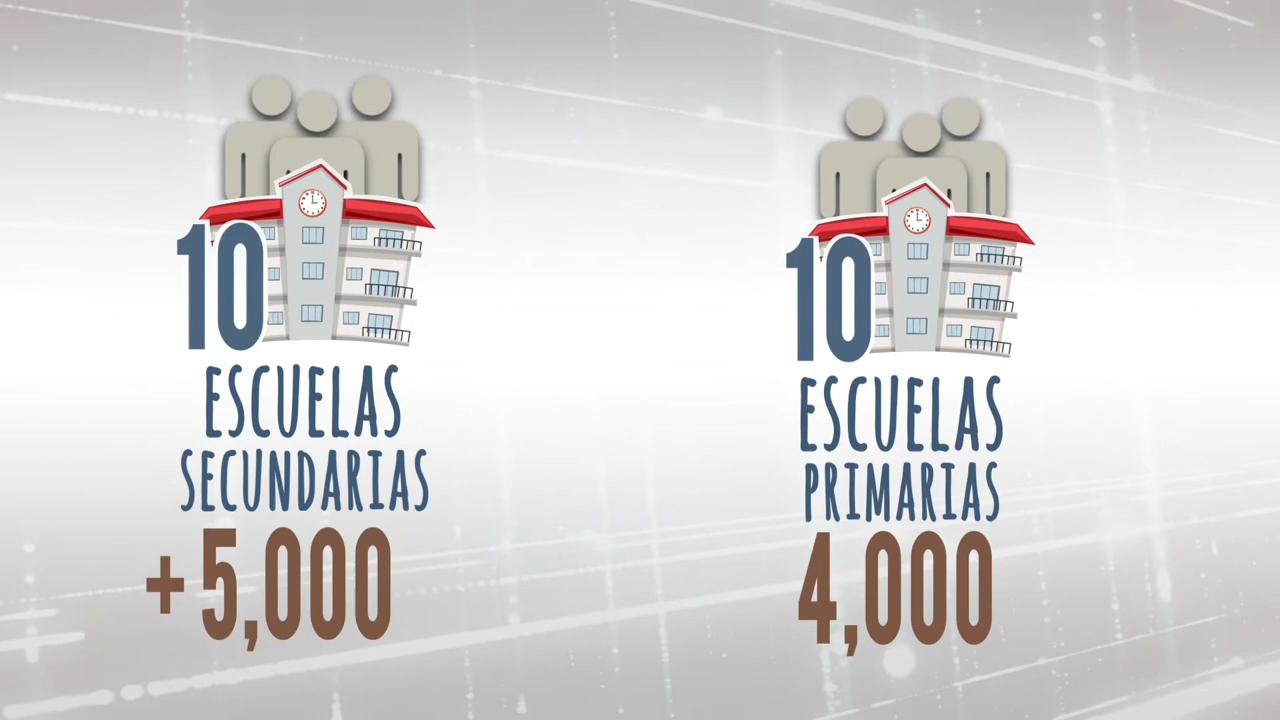 10
ESCUELAS
SECUNDARIAS
+5,000
10
ESCUELAS
PRIMARIAS
4,000